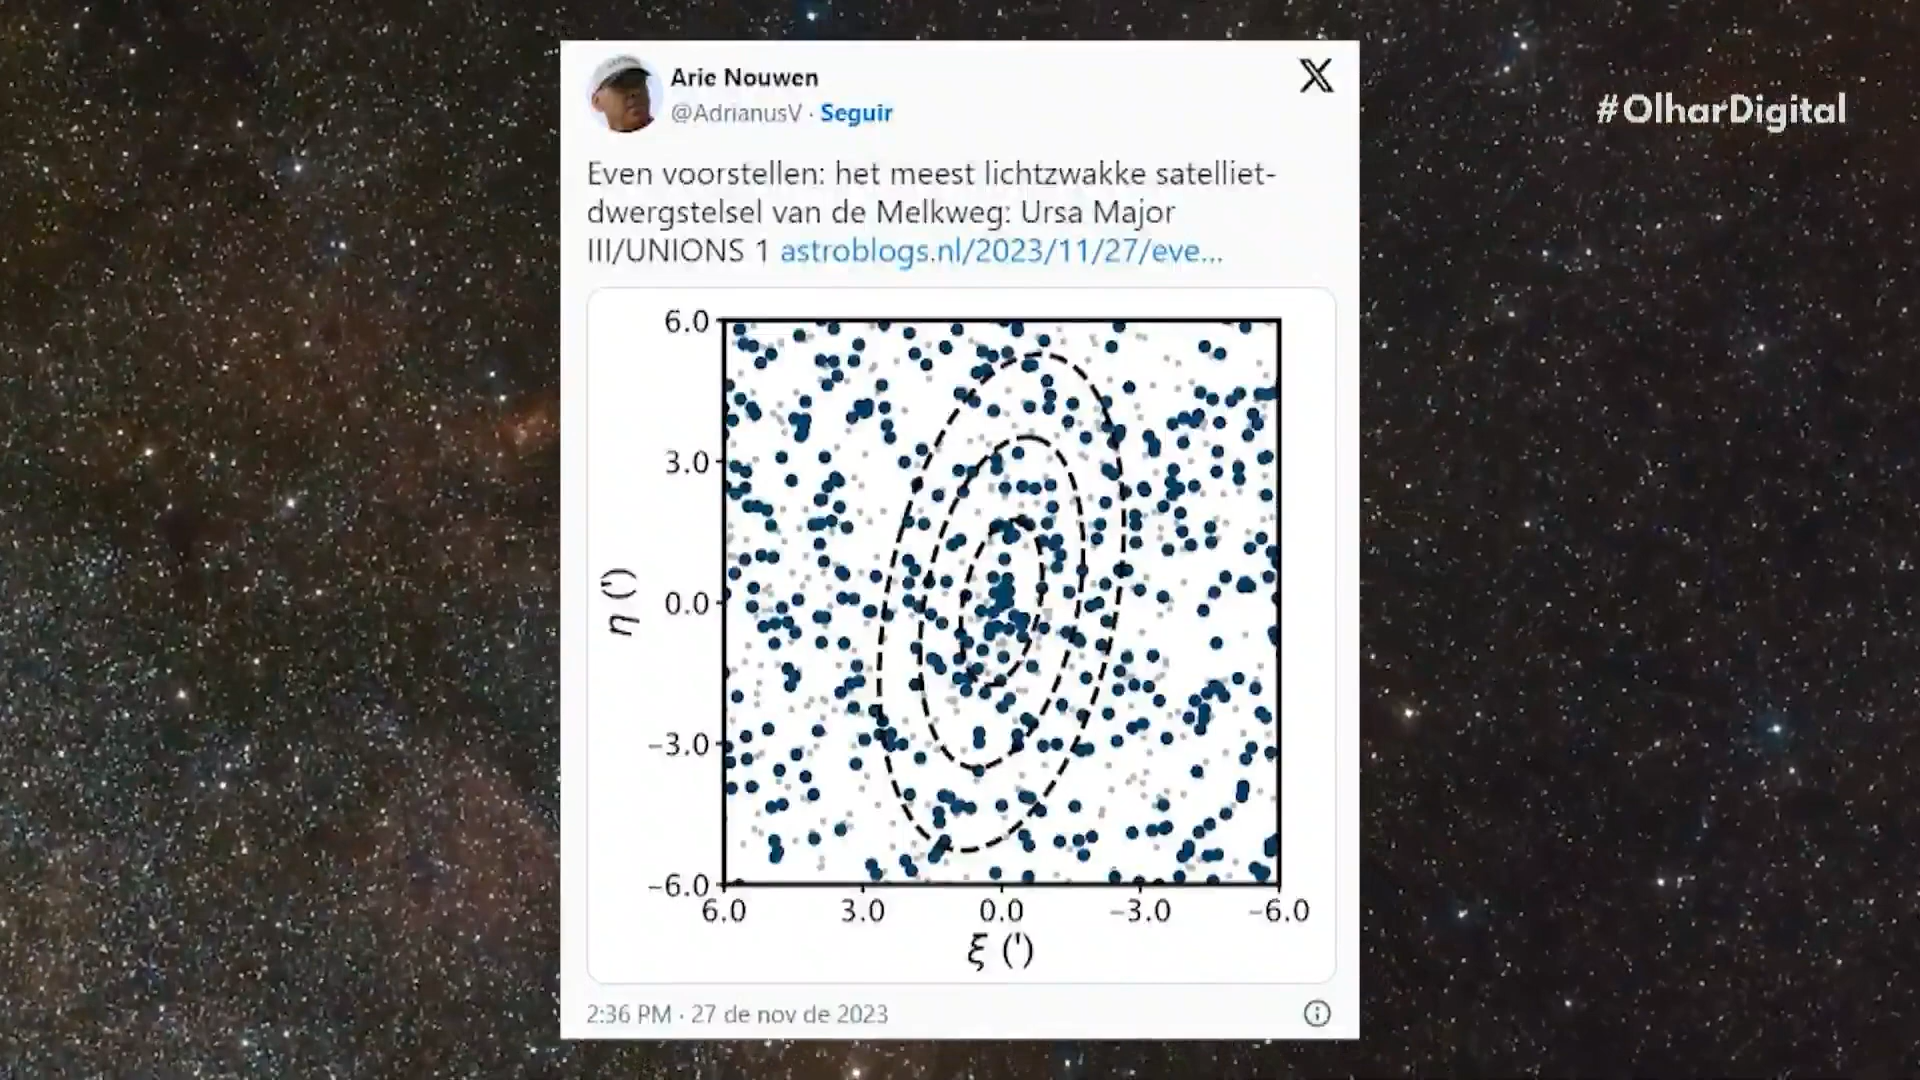 Arie Nouwen
@AdrianusV · Seguir
#OlharDigital
Even voorstellen: het meest lichtzwakke satelliet-
dwergstelsel van de Melkweg: Ursa Major
III/UNIONS 1 astroblogs.nl/2023/11/27/eve...
6.0
3.0
0.0
−3.0
−6.0
η (')
6.0 3.0 0.0 −3.0 −6.0
ξ (')
2:36 PM · 27 de nov de 2023